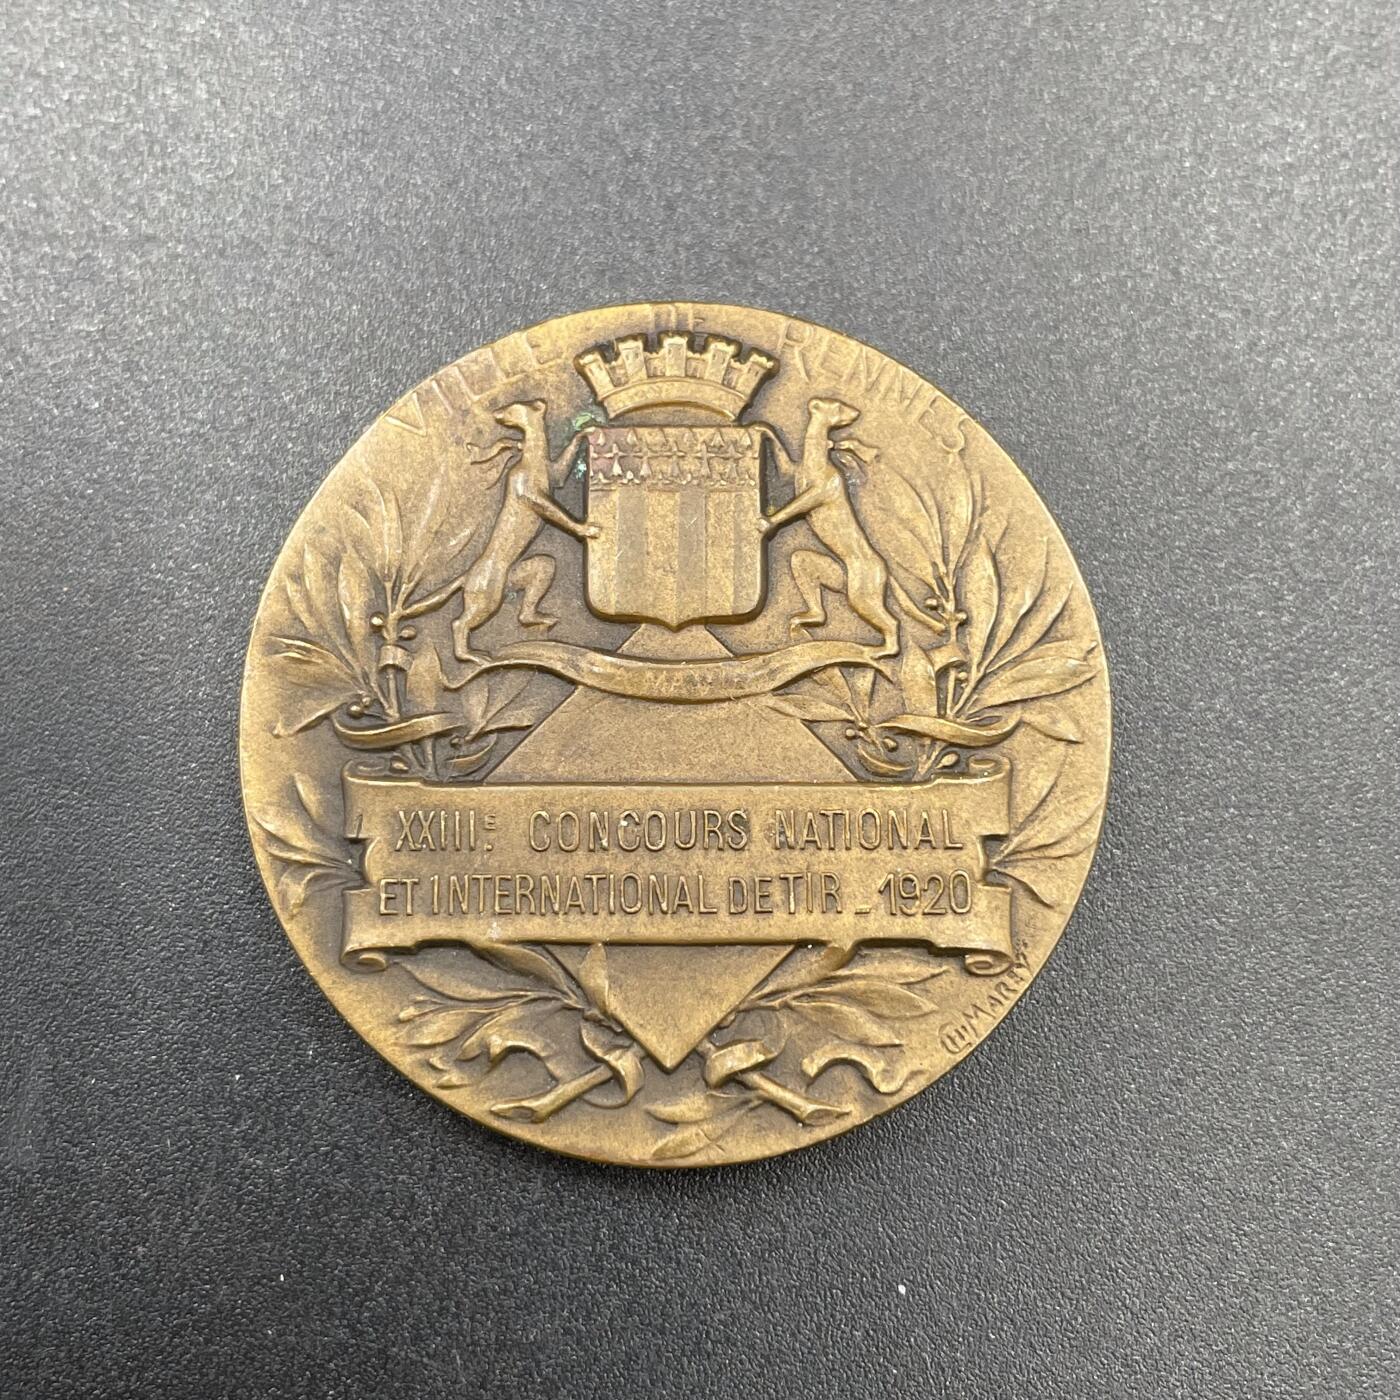 VILLE DE RENNES
XXIIIE CONCOURS NATIONAL
ET INTERNATIONAL DE TIR _ 1920